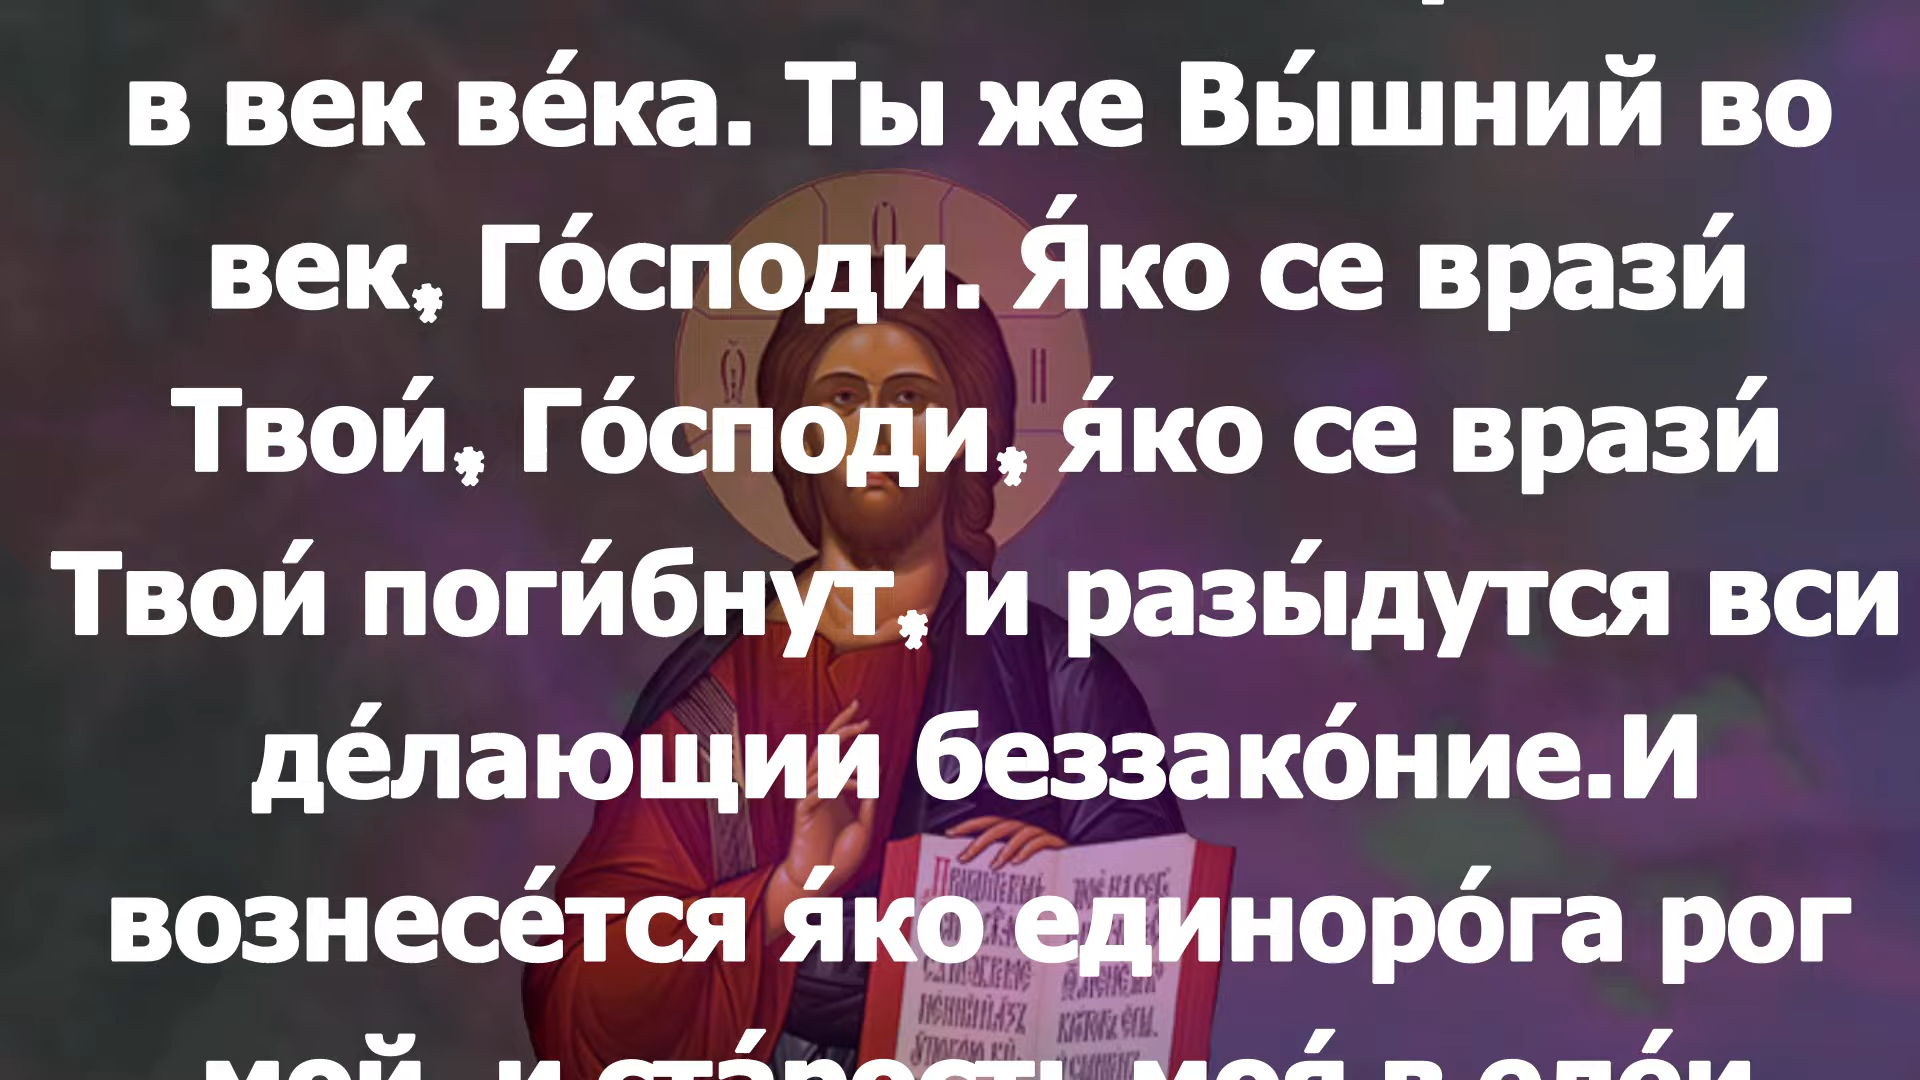 в век ве́ка. Ты же Вы́шний во
век, Го́споди. Я́ко се врази́
Твои́, Го́споди, я́ко се врази́
Твои́ поги́бнут, и разы́дутся вси
де́лающии беззако́ние.И
вознесе́тся я́ко единоро́га рог
мой, и ста́рость моя́ в еле́и